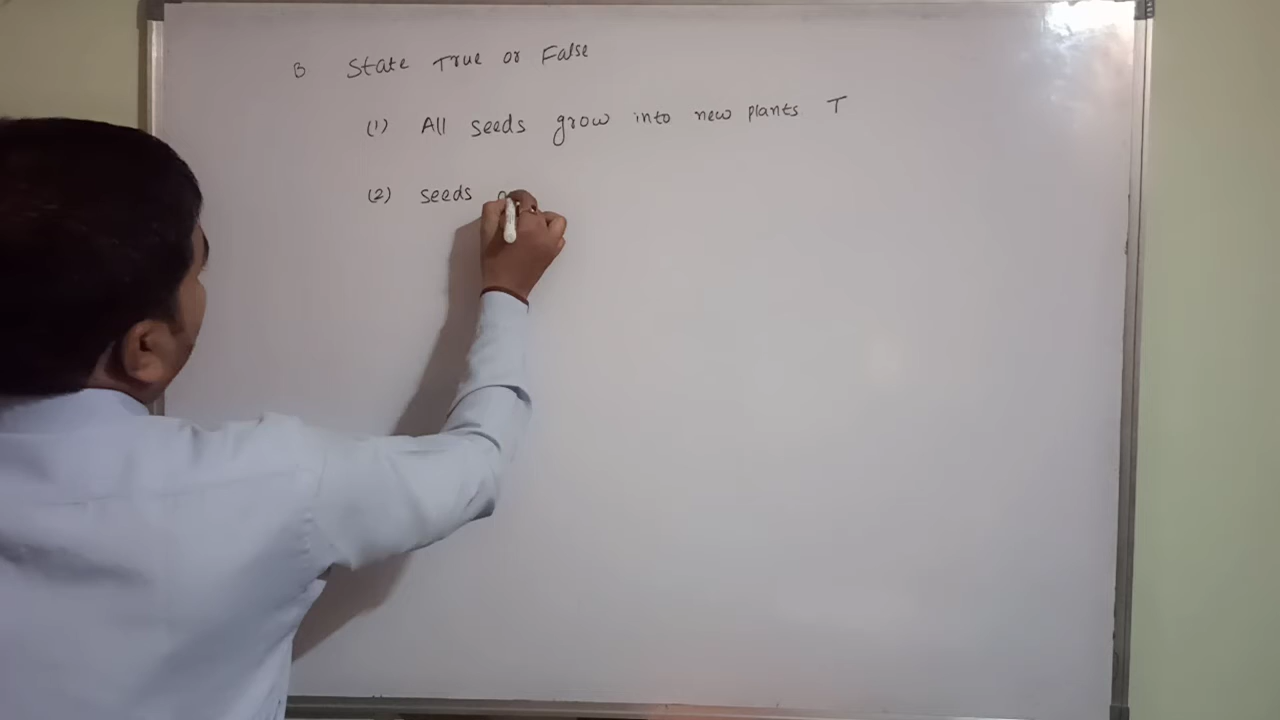 B State True or False
(1) All seeds grow into new plants. T
(2) seeds